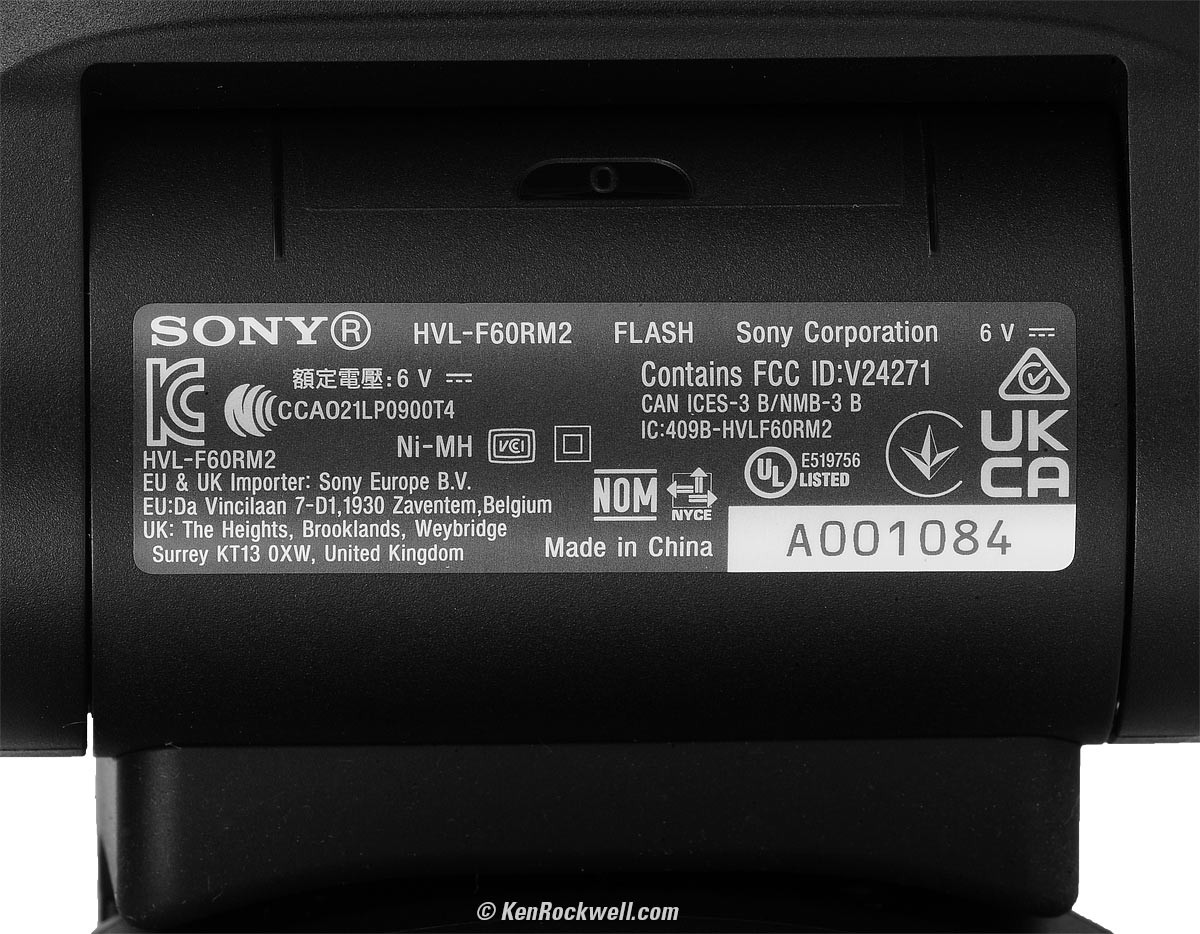 SONY® HVL-F60RM2 FLASH Sony Corporation 6 V ⎓
額定電壓:6 V ⎓
CCAO21LP0900T4
Ni-MH VCI
HVL-F60RM2
EU & UK Importer: Sony Europe B.V.
EU:Da Vincilaan 7-D1,1930 Zaventem,Belgium
UK: The Heights, Brooklands, Weybridge
Surrey KT13 0XW, United Kingdom
Contains FCC ID:V24271
CAN ICES-3 B/NMB-3 B
IC:409B-HVLF60RM2
UL E519756
LISTED
UK
CA
NOM NYCE
Made in China
A001084
© KenRockwell.com